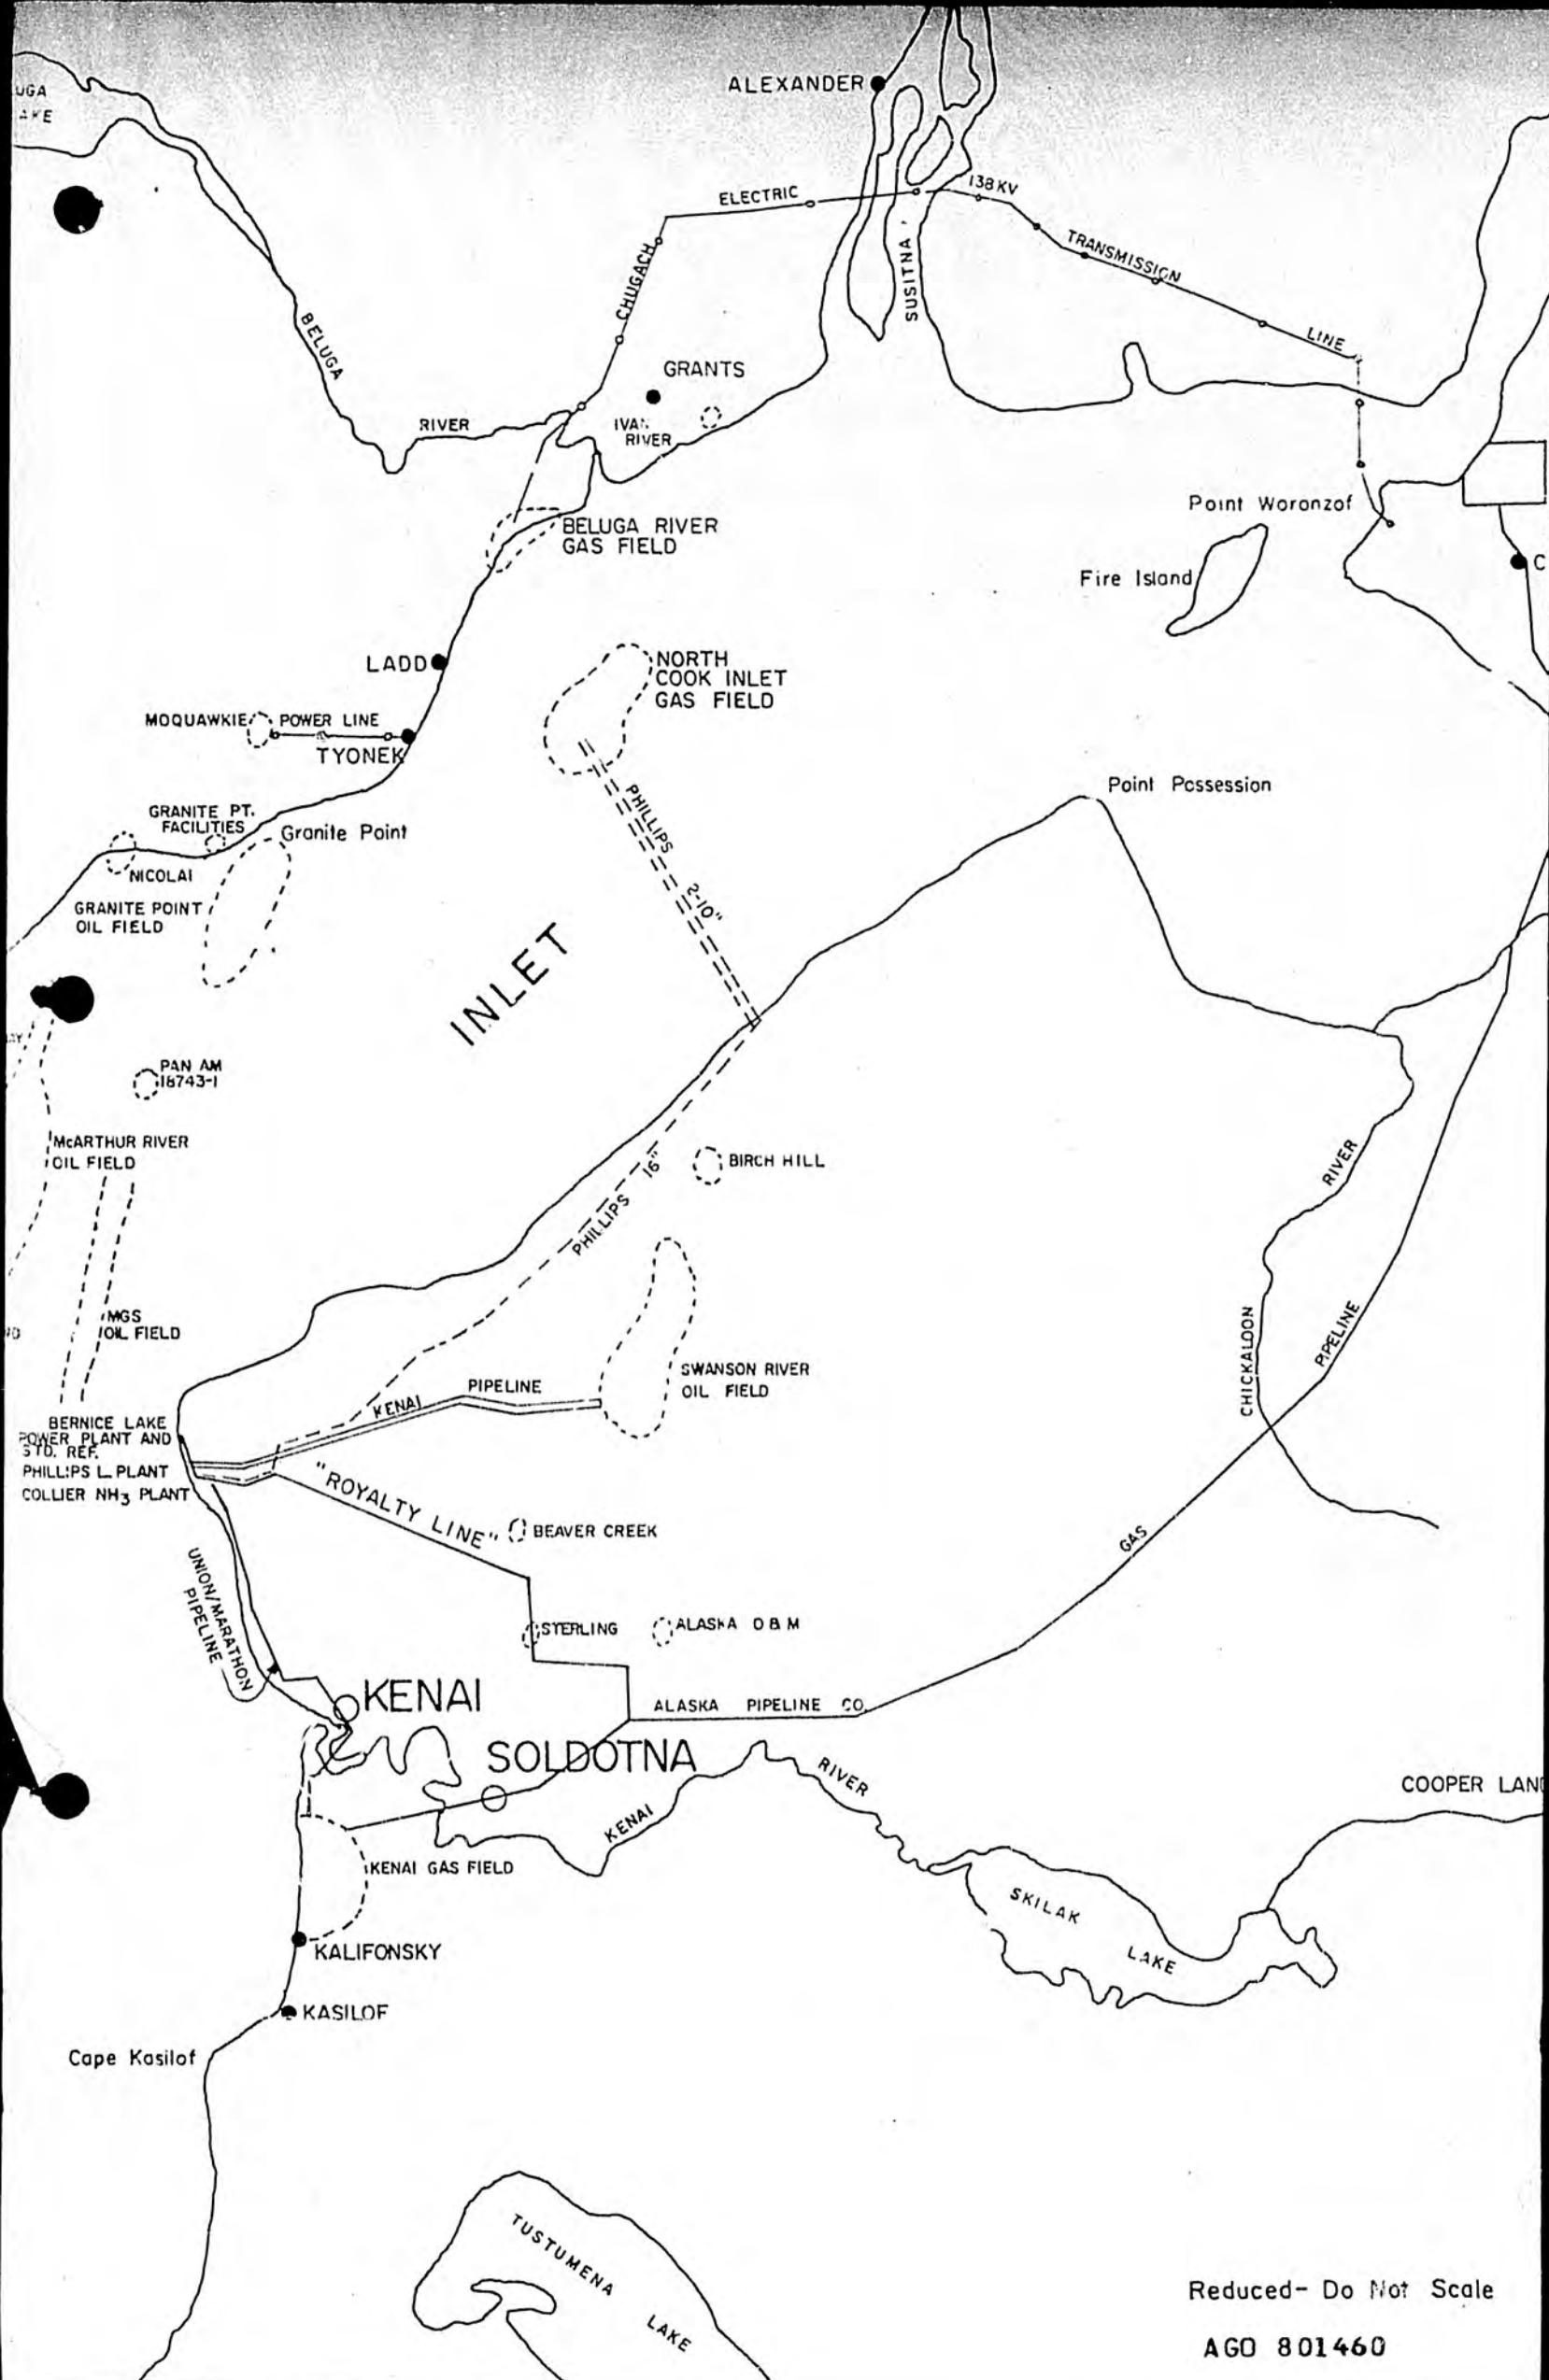 ALEXANDER
ELECTRIC
138 KV
TRANSMISSION
LINE
CHUGACH
SUSITNA
BELUGA
RIVER
GRANTS
IVAN
RIVER
Point Woronzof
BELUGA RIVER
GAS FIELD
Fire Island
C
LADD
NORTH
COOK INLET
GAS FIELD
MOQUAWKIE
POWER LINE
TYONEK
Point Possession
PHILLIPS 2-10"
GRANITE PT.
FACILITIES
Granite Point
NICOLAI
GRANITE POINT
OIL FIELD
INLET
PAN AM
18743-1
McARTHUR RIVER
OIL FIELD
BIRCH HILL
PHILLIPS 16"
RIVER
CHICKALOON
MGS
OIL FIELD
PIPELINE
GAS
SWANSON RIVER
OIL FIELD
KENAI PIPELINE
BERNICE LAKE
POWER PLANT AND
STD. REF.
PHILLIPS L PLANT
COLLIER NH3 PLANT
"ROYALTY LINE"
BEAVER CREEK
UNION/MARATHON
PIPELINE
STERLING
ALASKA O & M
KENAI
ALASKA PIPELINE CO.
SOLDOTNA
KENAI
RIVER
COOPER LAND
KENAI GAS FIELD
SKILAK
LAKE
KALIFONSKY
KASILOF
Cape Kasilof
TUSTUMENA
LAKE
Reduced- Do Not Scale
AGO 801460